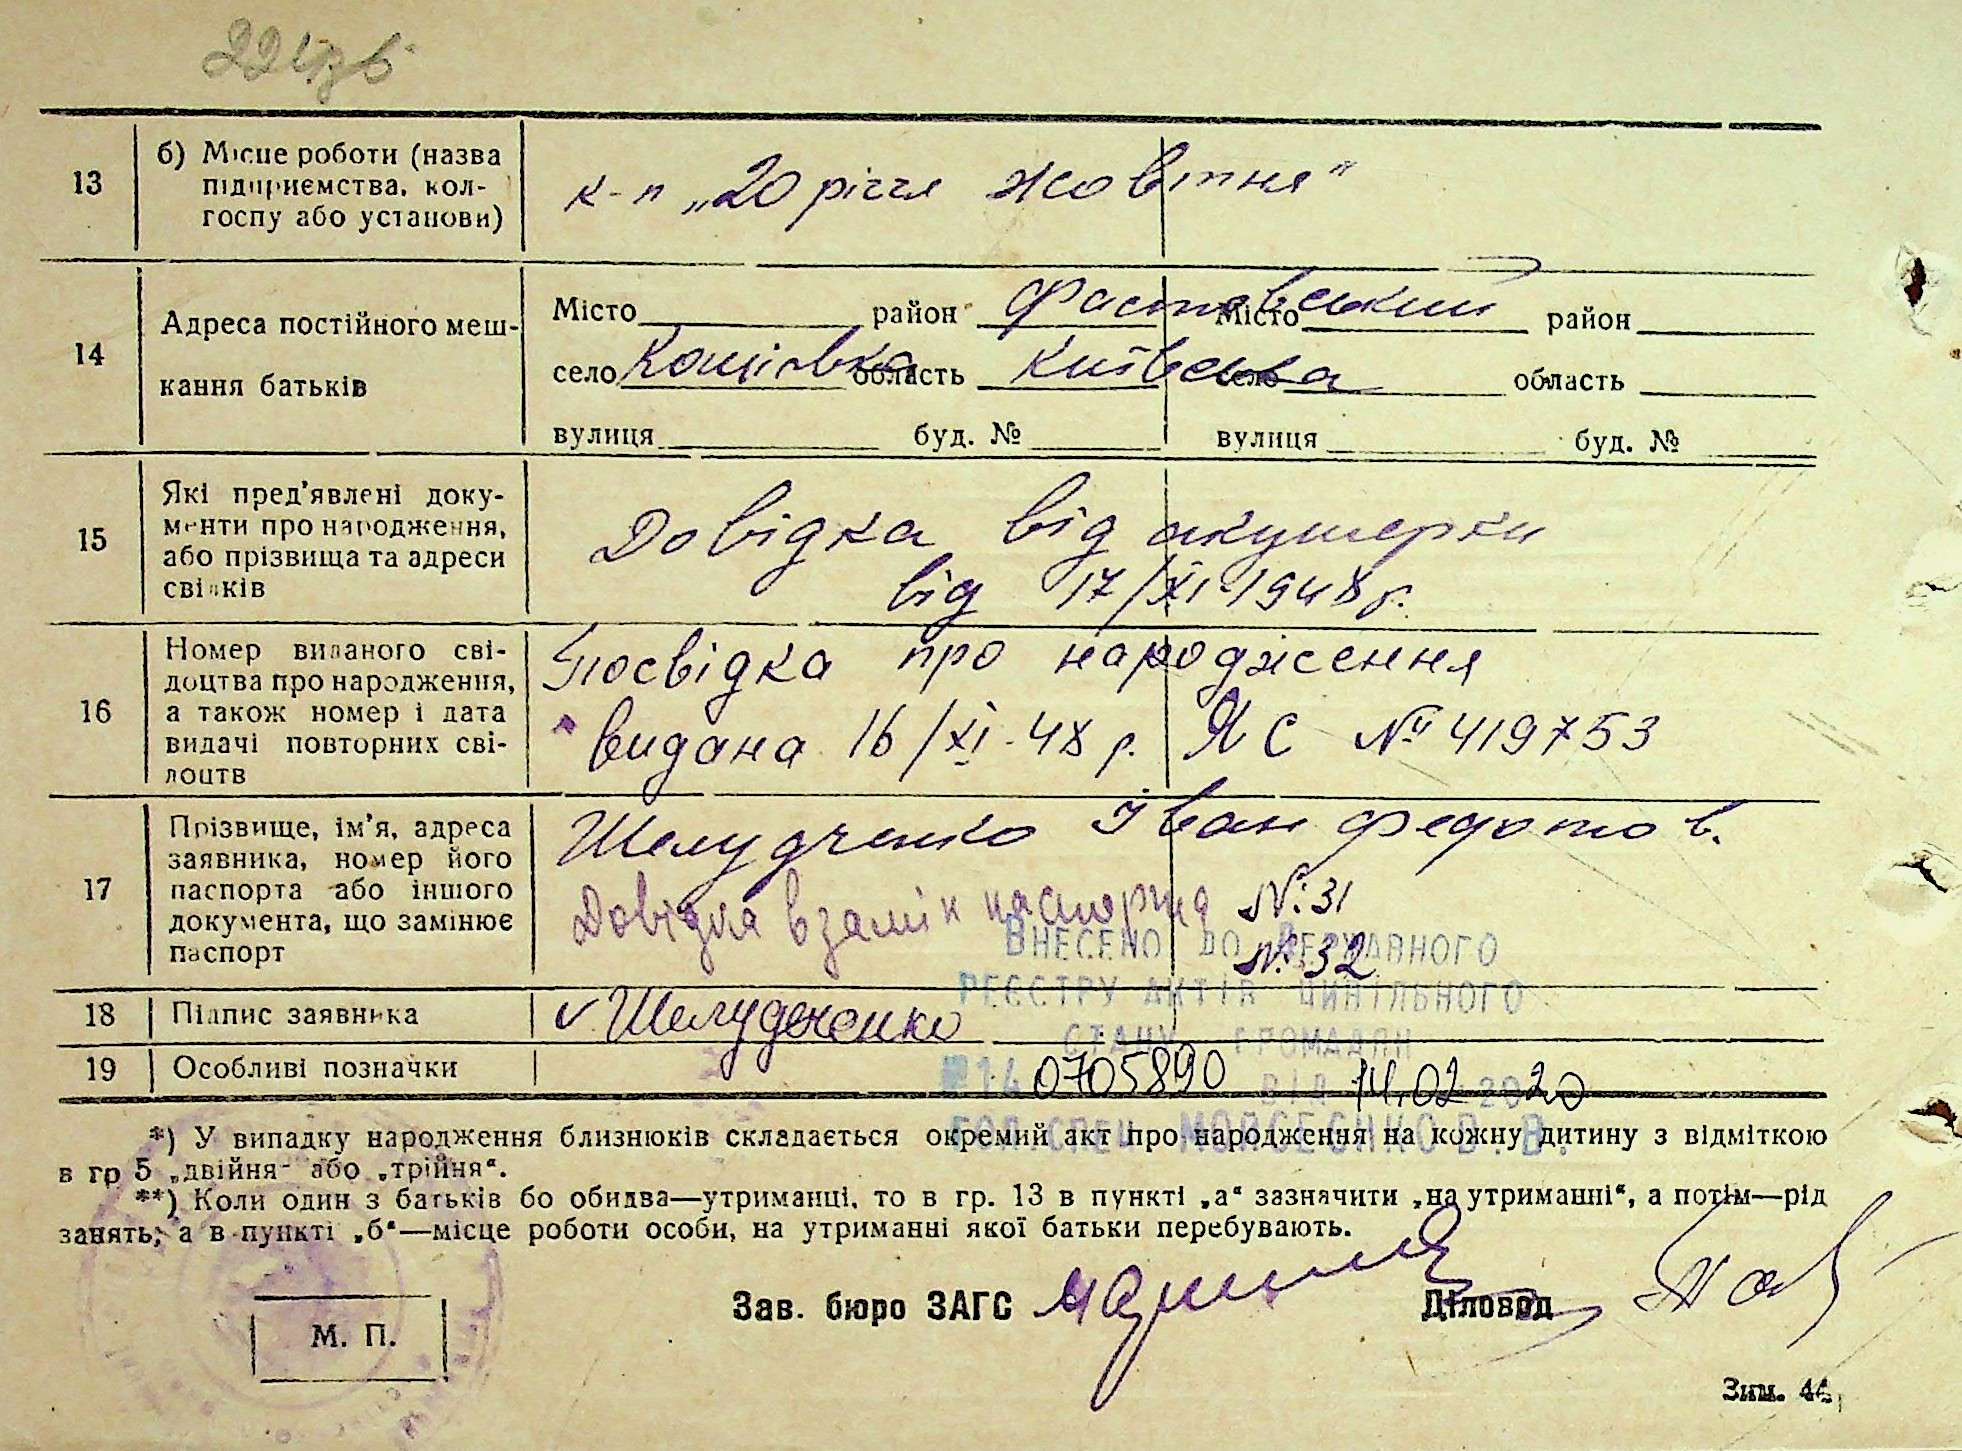 13
б) Місце роботи (назва
підприємства, кол-
госпу або установи)
к-п „20 річчя Жовтня"
14
Адреса постійного меш-
кання батьків
Місто район Фастовський Місто район
село Кощіївка область Київська село область
вулиця буд. № вулиця буд. №
15
Які пред'явлені доку-
менти про народження,
або прізвища та адреси
свідків
Довідка від акушерки
від 17/XI-1948 р.
16
Номер виданого сві-
доцтва про народження,
а також номер і дата
видачі повторних сві-
доцтв
Посвідка про народження
видана 16/XI-48 р. ЯС № 419753
17
Прізвище, ім'я, адреса
заявника, номер його
паспорта або іншого
документа, що замінює
паспорт
Шелудченко Іван Федотов.
Довідка взамін паспорта №:31
№:32
ВНЕСЕНО ДО ДЕРЖАВНОГО
РЕЄСТРУ АКТІВ ЦИВІЛЬНОГО
СТАНУ ГРОМАДЯН
18 Підпис заявника
Шелудченко
19 Особливі позначки
№14 0705890 ВІД 14.02 2020
ГОЛ.СПЕЦ МОЙСЕЄНКО В.В.
*) У випадку народження близнюків складається окремий акт про народження на кожну дитину з відміткою
в гр 5 „двійня" або „трійня".
**) Коли один з батьків бо обидва—утриманці, то в гр. 13 в пункті „а" зазначити „на утриманні", а потім—рід
занять; а в пункті „б"—місце роботи особи, на утриманні якої батьки перебувають.
М. П.
Зав. бюро ЗАГС
Діловод